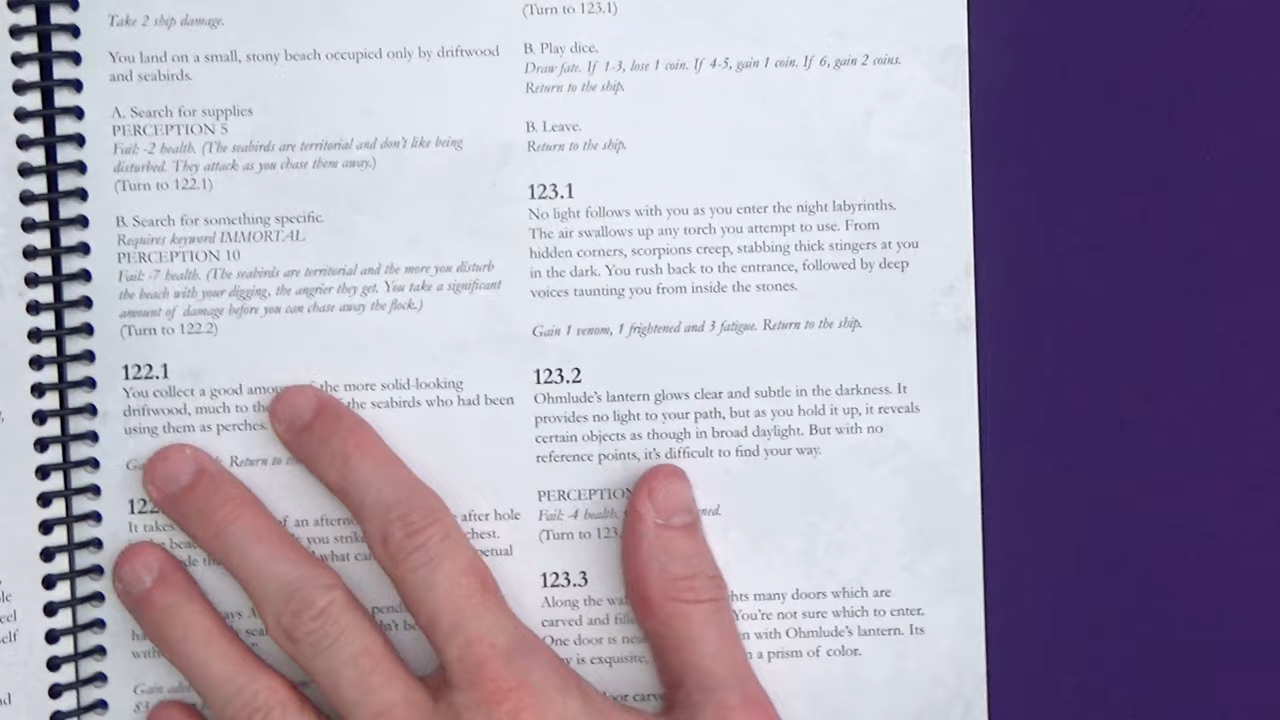 Take 2 ship damage.
You land on a small, stony beach occupied only by driftwood
and seabirds.
A. Search for supplies
PERCEPTION 5
Fail: -2 health. (The seabirds are territorial and don't like being
disturbed. They attack as you chase them away.)
(Turn to 122.1)
B. Search for something specific.
Requires keyword IMMORTAL
PERCEPTION 10
Fail: -7 health. (The seabirds are territorial and the more you disturb
the beach with your digging, the angrier they get. You take a significant
amount of damage before you can chase away the flock.)
(Turn to 122.2)
122.1
You collect a good the more solid-looking
driftwood, much to the seabirds who had been
using them as perches.
Return to
It takes of an after hole
you chest.
what
(Turn to 123.1)
B. Play dice.
Draw fate. If 1-3, lose 1 coin. If 4-5, gain 1 coin. If 6, gain 2 coins.
Return to the ship.
B. Leave.
Return to the ship.
123.1
No light follows with you as you enter the night labyrinths.
The air swallows up any torch you attempt to use. From
hidden corners, scorpions creep, stabbing thick stingers at you
in the dark. You rush back to the entrance, followed by deep
voices taunting you from inside the stones.
Gain 1 venom, 1 frightened and 3 fatigue. Return to the ship.
123.2
Ohmlude's lantern glows clear and subtle in the darkness. It
provides no light to your path, but as you hold it up, it reveals
certain objects as though in broad daylight. But with no
reference points, it's difficult to find your way.
PERCEPTION
Fail: -4 health.
(Turn to
123.3
Along the many doors which are
carved and You're not sure which to enter.
One door is with Ohmlude's lantern. Its
is exquisite, a prism of color.